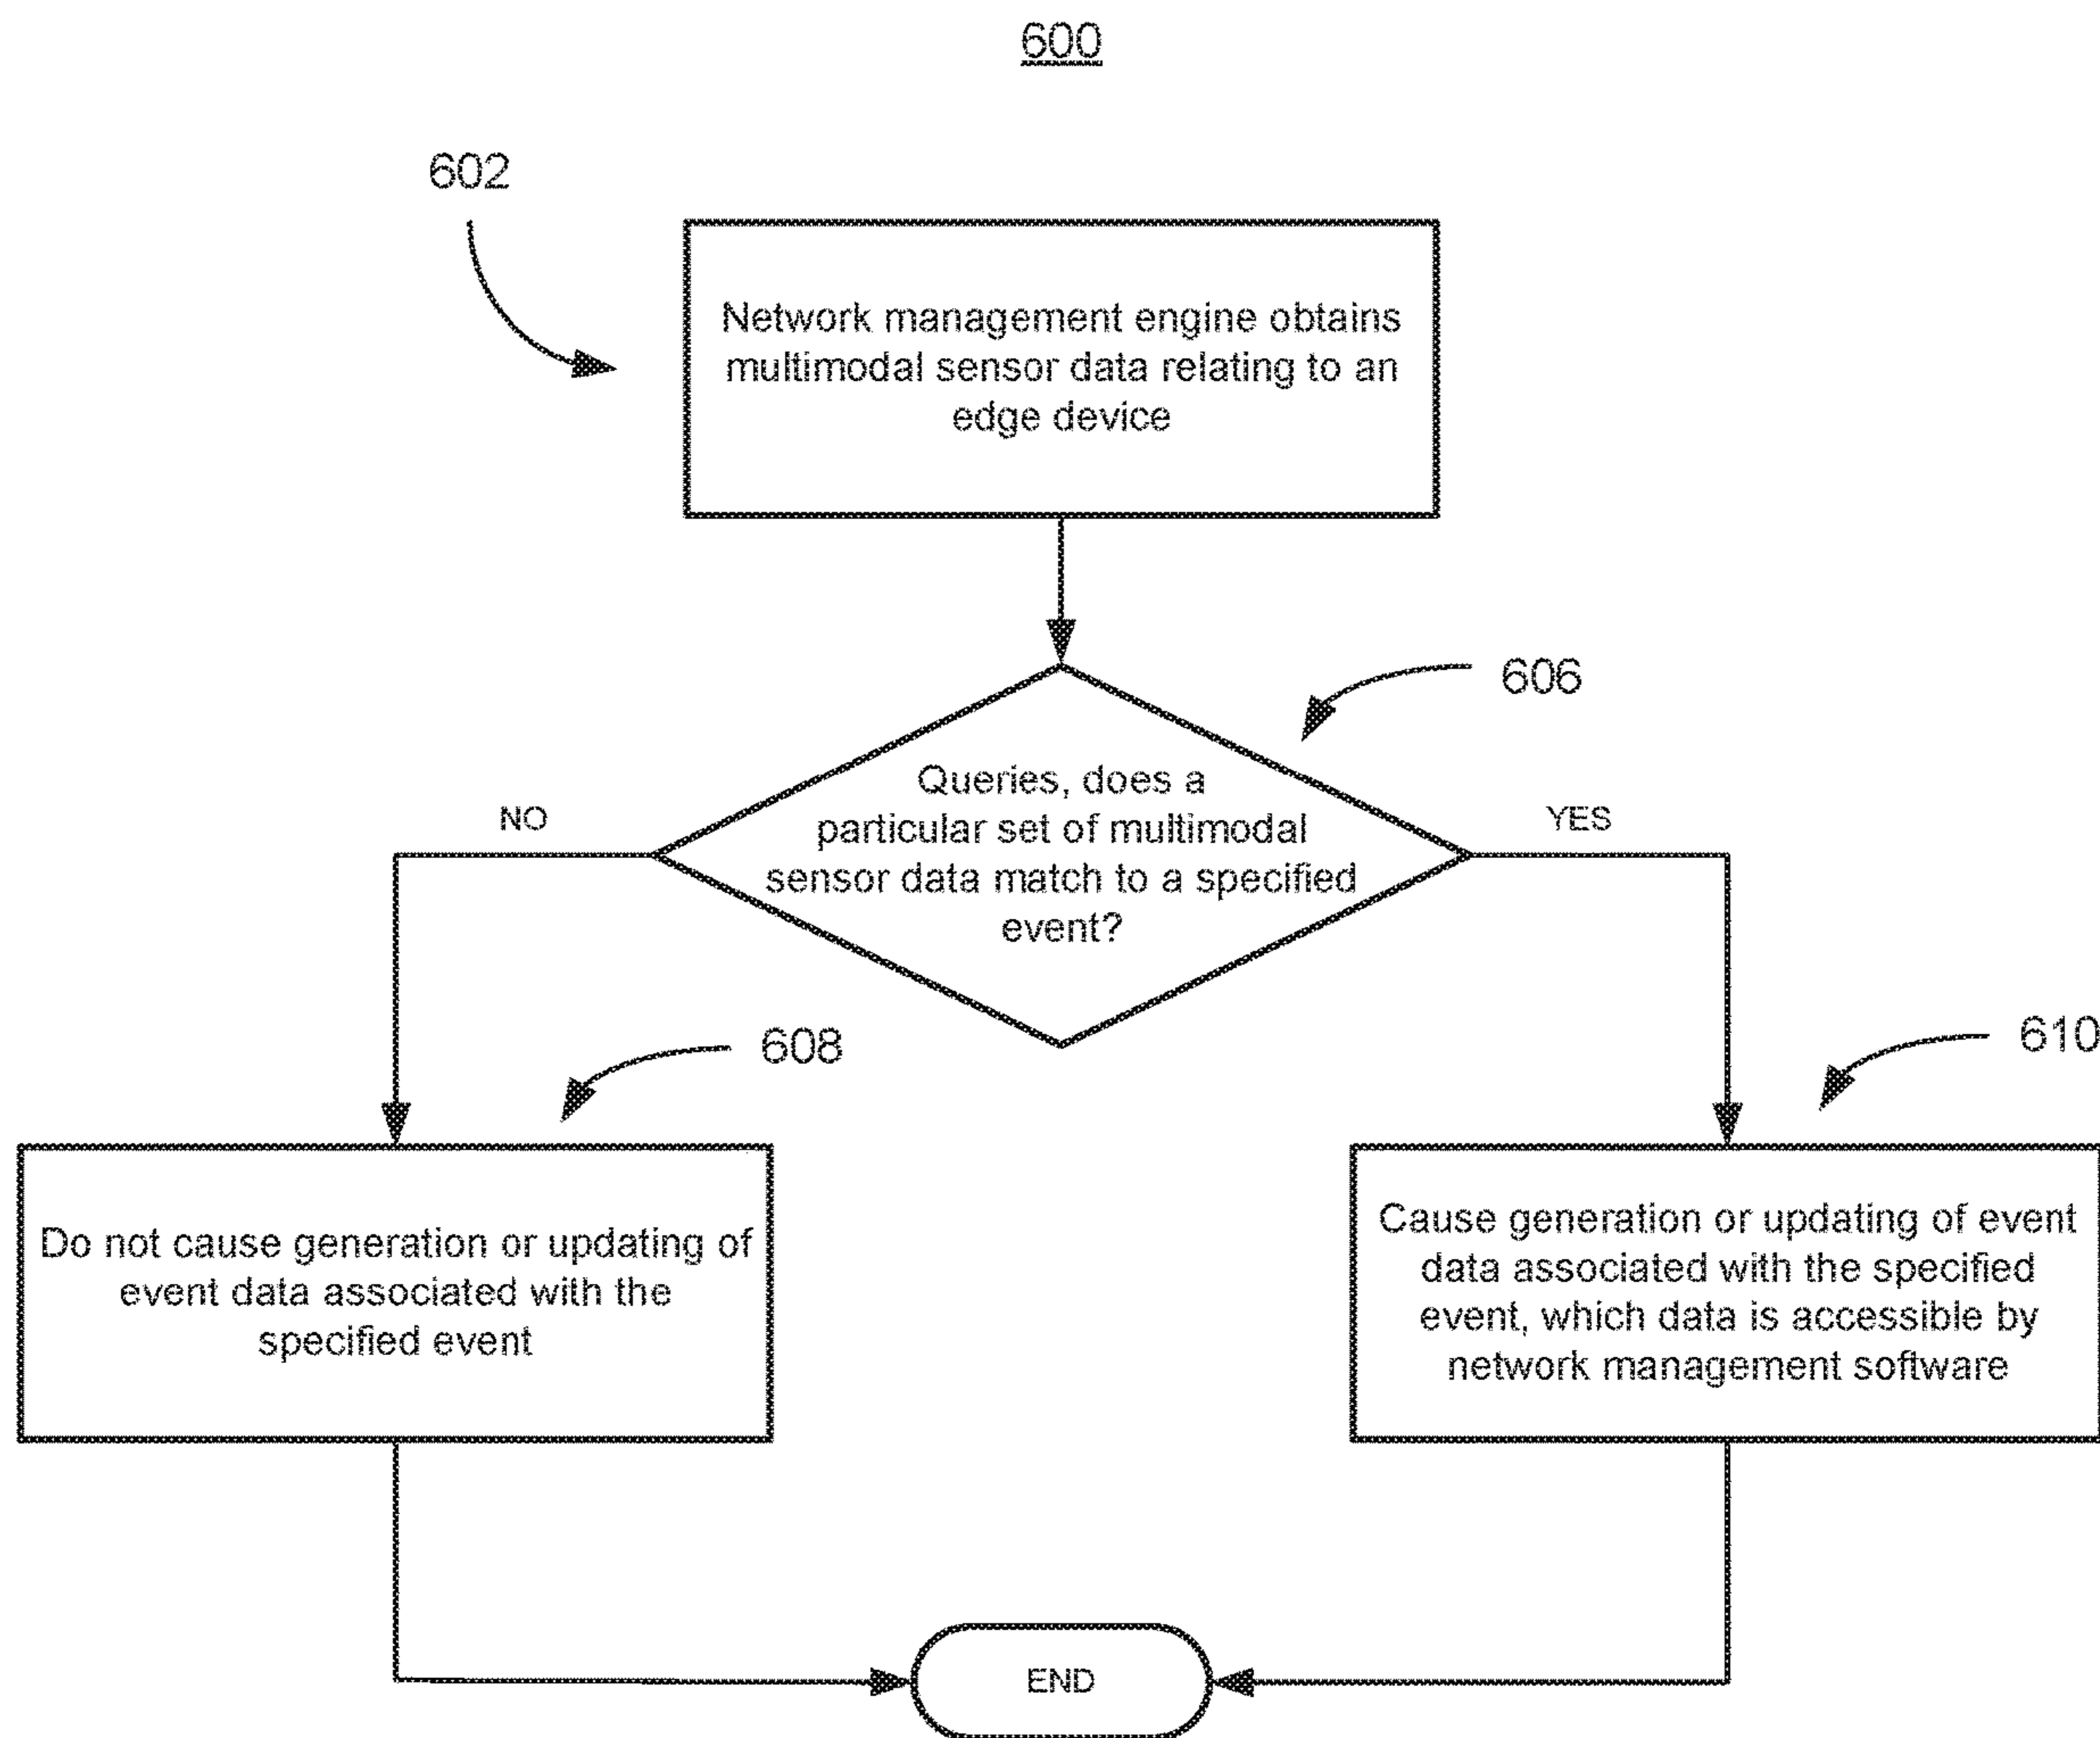 600
602
Network management engine obtains
multimodal sensor data relating to an
edge device
606
Queries, does a
particular set of multimodal
sensor data match to a specified
event?
NO
YES
608
610
Do not cause generation or updating of
event data associated with the
specified event
Cause generation or updating of event
data associated with the specified
event, which data is accessible by
network management software
END